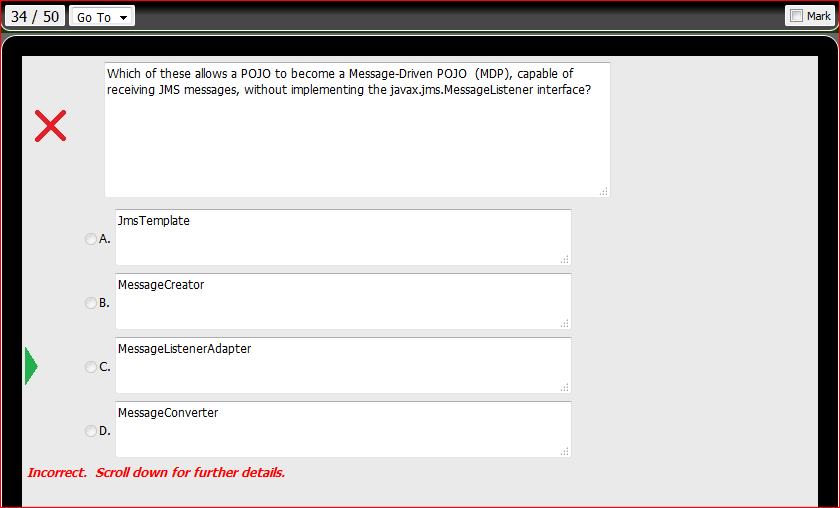 34 / 50 Go To Mark
Which of these allows a POJO to become a Message-Driven POJO  (MDP), capable of
receiving JMS messages, without implementing the javax.jms.MessageListener interface?
A. JmsTemplate
B. MessageCreator
C. MessageListenerAdapter
D. MessageConverter
Incorrect.  Scroll down for further details.